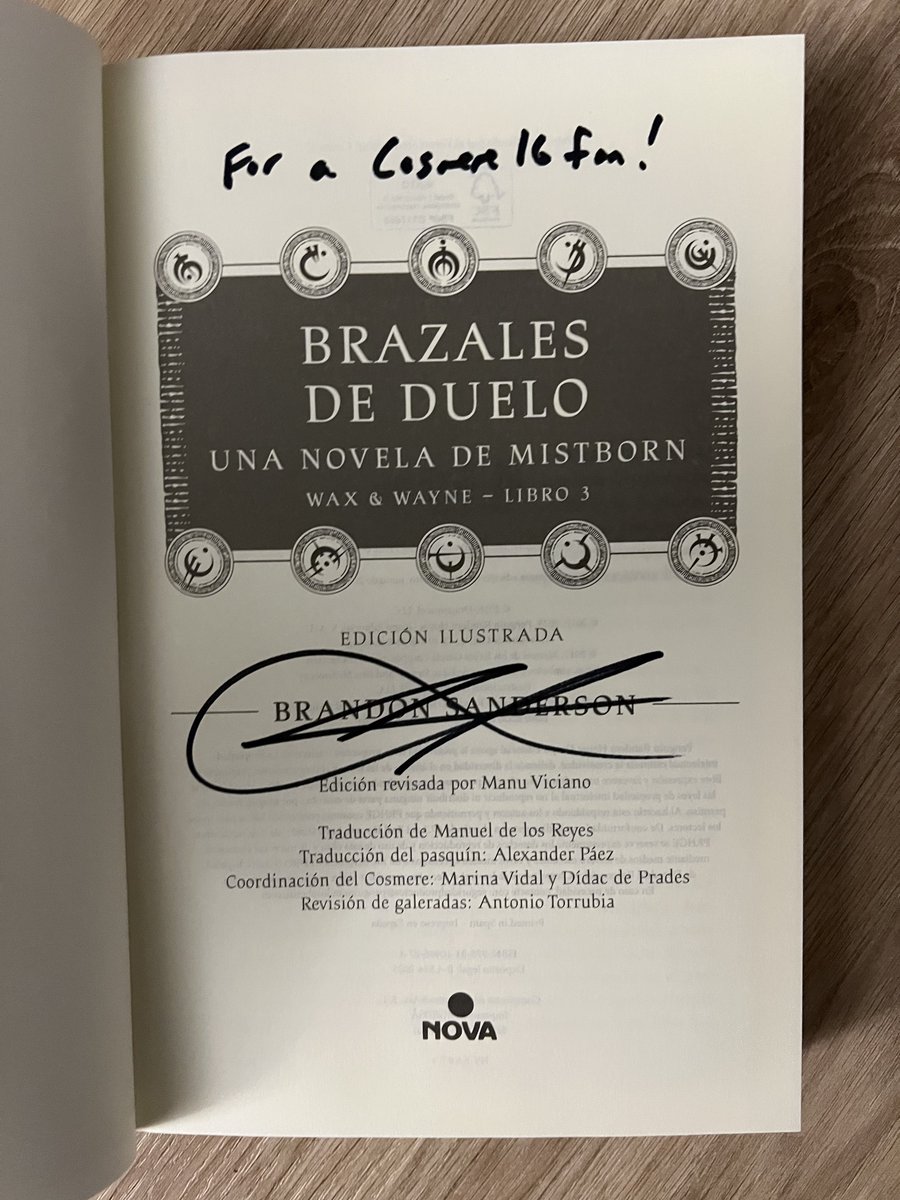 For a Cosmere 16 fan!
BRAZALES
DE DUELO
UNA NOVELA DE MISTBORN
WAX & WAYNE – LIBRO 3
EDICIÓN ILUSTRADA
BRANDON SANDERSON
Edición revisada por Manu Viciano
Traducción de Manuel de los Reyes
Traducción del pasquín: Alexander Páez
Coordinación del Cosmere: Marina Vidal y Dídac de Prades
Revisión de galeradas: Antonio Torrubia
NOVA